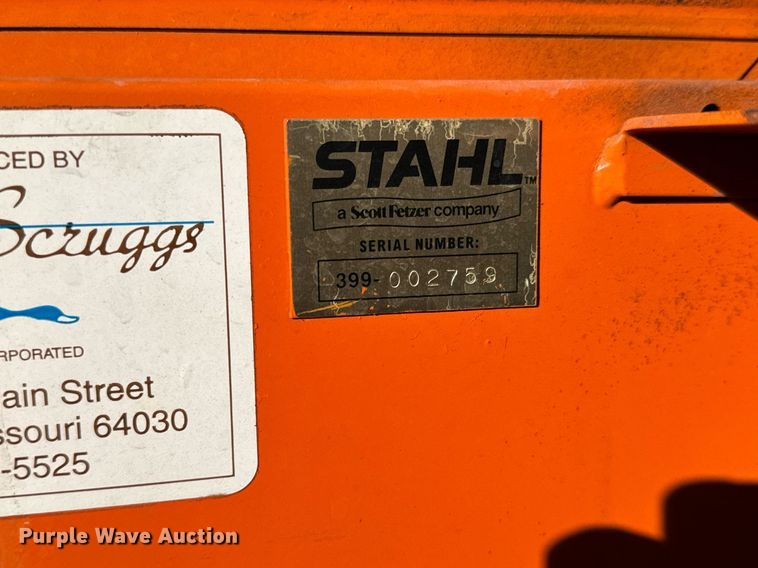 CED BY
Scruggs
RPORATED
ain Street
ssouri 64030
-5525
STAHL™
a Scott Fetzer company
SERIAL NUMBER:
399-002759
Purple Wave Auction